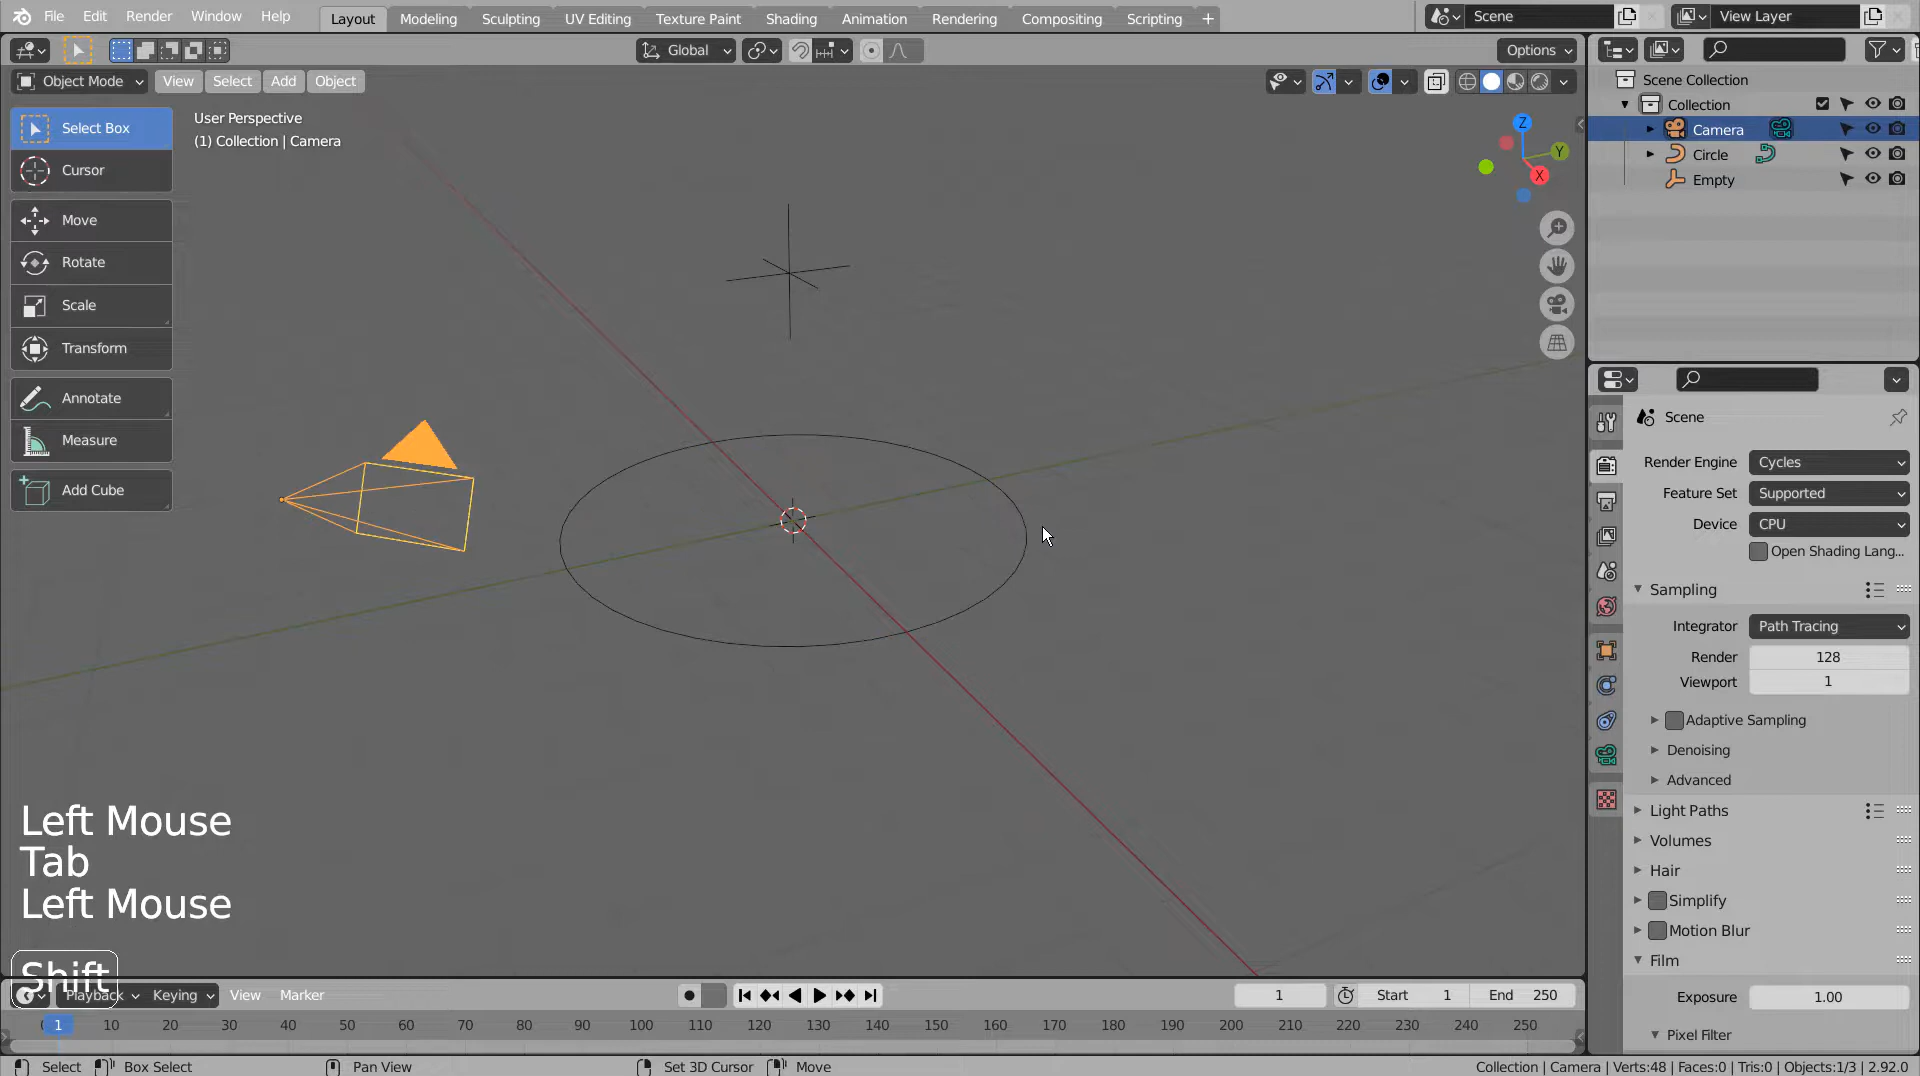 File Edit Render Window Help Layout Modeling Sculpting UV Editing Texture Paint Shading Animation Rendering Compositing Scripting + Scene View Layer
Global Options
Object Mode View Select Add Object
Scene Collection
Collection
Camera
Circle
Empty
Select Box
Cursor
Move
Rotate
Scale
Transform
Annotate
Measure
Add Cube
User Perspective
(1) Collection | Camera
Z
Y
X
Scene
Render Engine Cycles
Feature Set Supported
Device CPU
Open Shading Lang...
Sampling
Integrator Path Tracing
Render 128
Viewport 1
Adaptive Sampling
Denoising
Advanced
Light Paths
Volumes
Hair
Simplify
Motion Blur
Film
Exposure 1.00
Pixel Filter
Left Mouse
Tab
Left Mouse
Shift
Playback Keying View Marker 1 Start 1 End 250
1 10 20 30 40 50 60 70 80 90 100 110 120 130 140 150 160 170 180 190 200 210 220 230 240 250
Select Box Select Pan View Set 3D Cursor Move Collection | Camera | Verts:48 | Faces:0 | Tris:0 | Objects:1/3 | 2.92.0